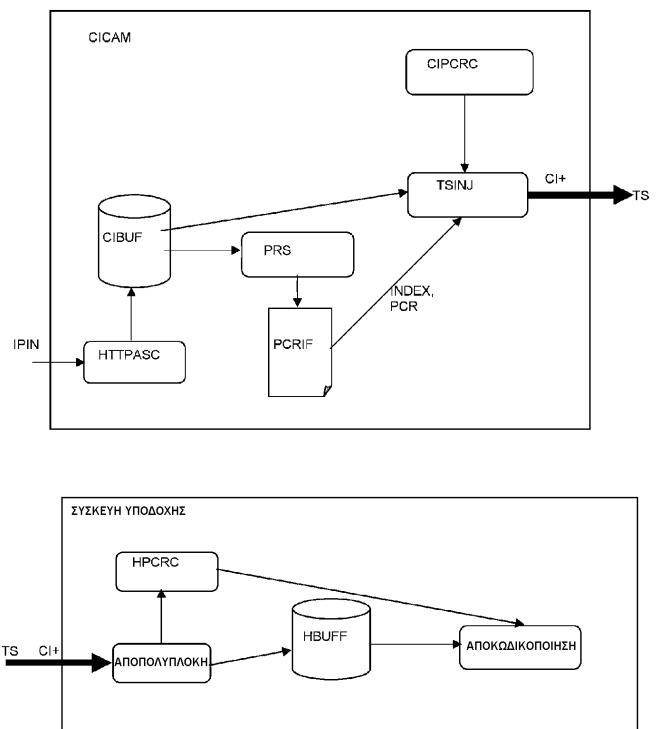 CICAM
CIPCRC
TSINJ
CI+
TS
CIBUF
PRS
INDEX,
PCR
IPIN
HTTPASC
PCRIF
ΣΥΣΚΕΥΗ ΥΠΟΔΟΧΗΣ
HPCRC
HBUFF
TS CI+
ΑΠΟΠΟΛΥΠΛΟΚΗ
ΑΠΟΚΩΔΙΚΟΠΟΙΗΣΗ